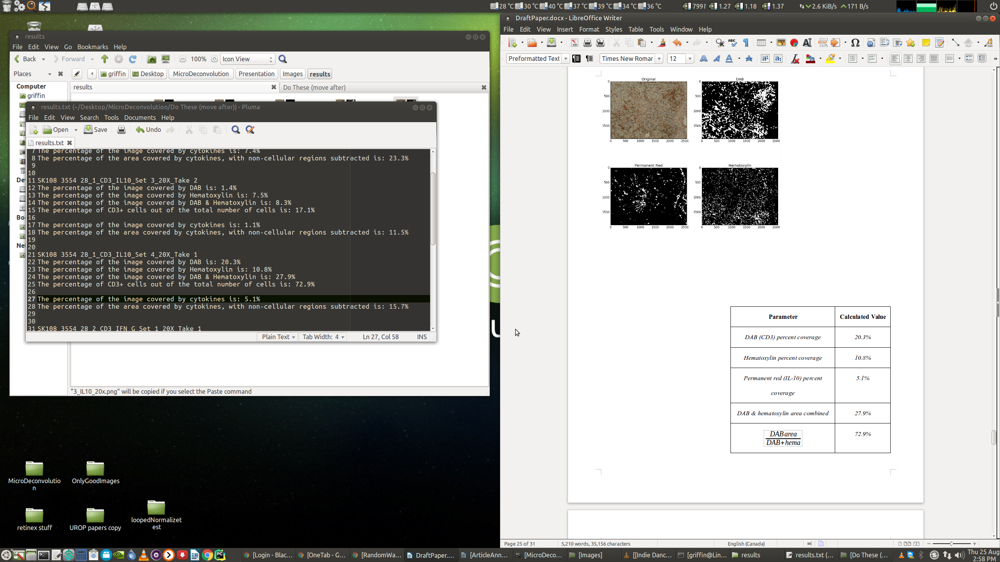 28 °C 30 °C 40 °C 37 °C 39 °C 34 °C 36 °C 1.27 1.18 1.37 2.6 KiB/s 171 B/s
results
File Edit View Go Bookmarks Help
Back Forward 100% Icon View
Places griffin Desktop MicroDeconvolution Presentation Images results
results Do These (move after)
Computer
griffin
results.txt (~/Desktop/MicroDeconvolution/Do These (move after)) - Pluma
File Edit View Search Tools Documents Help
Open Save Undo
results.txt
7 The percentage of the image covered by cytokines is: 7.4%
8 The percentage of the area covered by cytokines, with non-cellular regions subtracted is: 23.3%
9
10
11 SK108 3554 28_1_CD3_IL10_Set 3_20X_Take 2
12 The percentage of the image covered by DAB is: 1.4%
13 The percentage of the image covered by Hematoxylin is: 7.5%
14 The percentage of the image covered by DAB & Hematoxylin is: 8.3%
15 The percentage of CD3+ cells out of the total number of cells is: 17.1%
16
17 The percentage of the image covered by cytokines is: 1.1%
18 The percentage of the area covered by cytokines, with non-cellular regions subtracted is: 11.5%
19
20
21 SK108 3554 28_1_CD3_IL10_Set 4_20X_Take 1
22 The percentage of the image covered by DAB is: 20.3%
23 The percentage of the image covered by Hematoxylin is: 10.8%
24 The percentage of the image covered by DAB & Hematoxylin is: 27.9%
25 The percentage of CD3+ cells out of the total number of cells is: 72.9%
26
27 The percentage of the image covered by cytokines is: 5.1%
28 The percentage of the area covered by cytokines, with non-cellular regions subtracted is: 15.7%
29
30
31 SK108 3554 28_2_CD3_IFN_G_Set 1_20X_Take 1
Plain Text Tab Width: 4 Ln 27, Col 58 INS
"3_IL10_20x.png" will be copied if you select the Paste command
MicroDeconvolutio
n
OnlyGoodImages
retinex stuff
UROP papers copy
loopedNormalizet
est
DraftPaper.docx - LibreOffice Writer
File Edit View Insert Format Styles Table Tools Window Help
Preformatted Text Times New Romar 12
Original
0
500
1000
1500
0 500 1000 1500 2000 2500
DAB
0
500
1000
1500
0 500 1000 1500 2000 2500
Permanent Red
0
500
1000
1500
0 500 1000 1500 2000 2500
Hematoxylin
0
500
1000
1500
0 500 1000 1500 2000 2500
Parameter Calculated Value
DAB (CD3) percent coverage 20.3%
Hematoxylin percent coverage 10.8%
Permanent red (IL-10) percent 5.1%
coverage
DAB & hematoxylin area combined 27.9%
DAB area 72.9%
DAB+hema
Page 25 of 31 5,210 words, 35,156 characters English (Canada)
[Login - Blac... [OneTab - G... [RandomWa... DraftPaper.... [ArticleAnn... [MicroDeco... [Images] [[Indie Danc... [griffin@Lin... results results.txt (... [Do These (...
Thu 25 Aug
2:58 PM